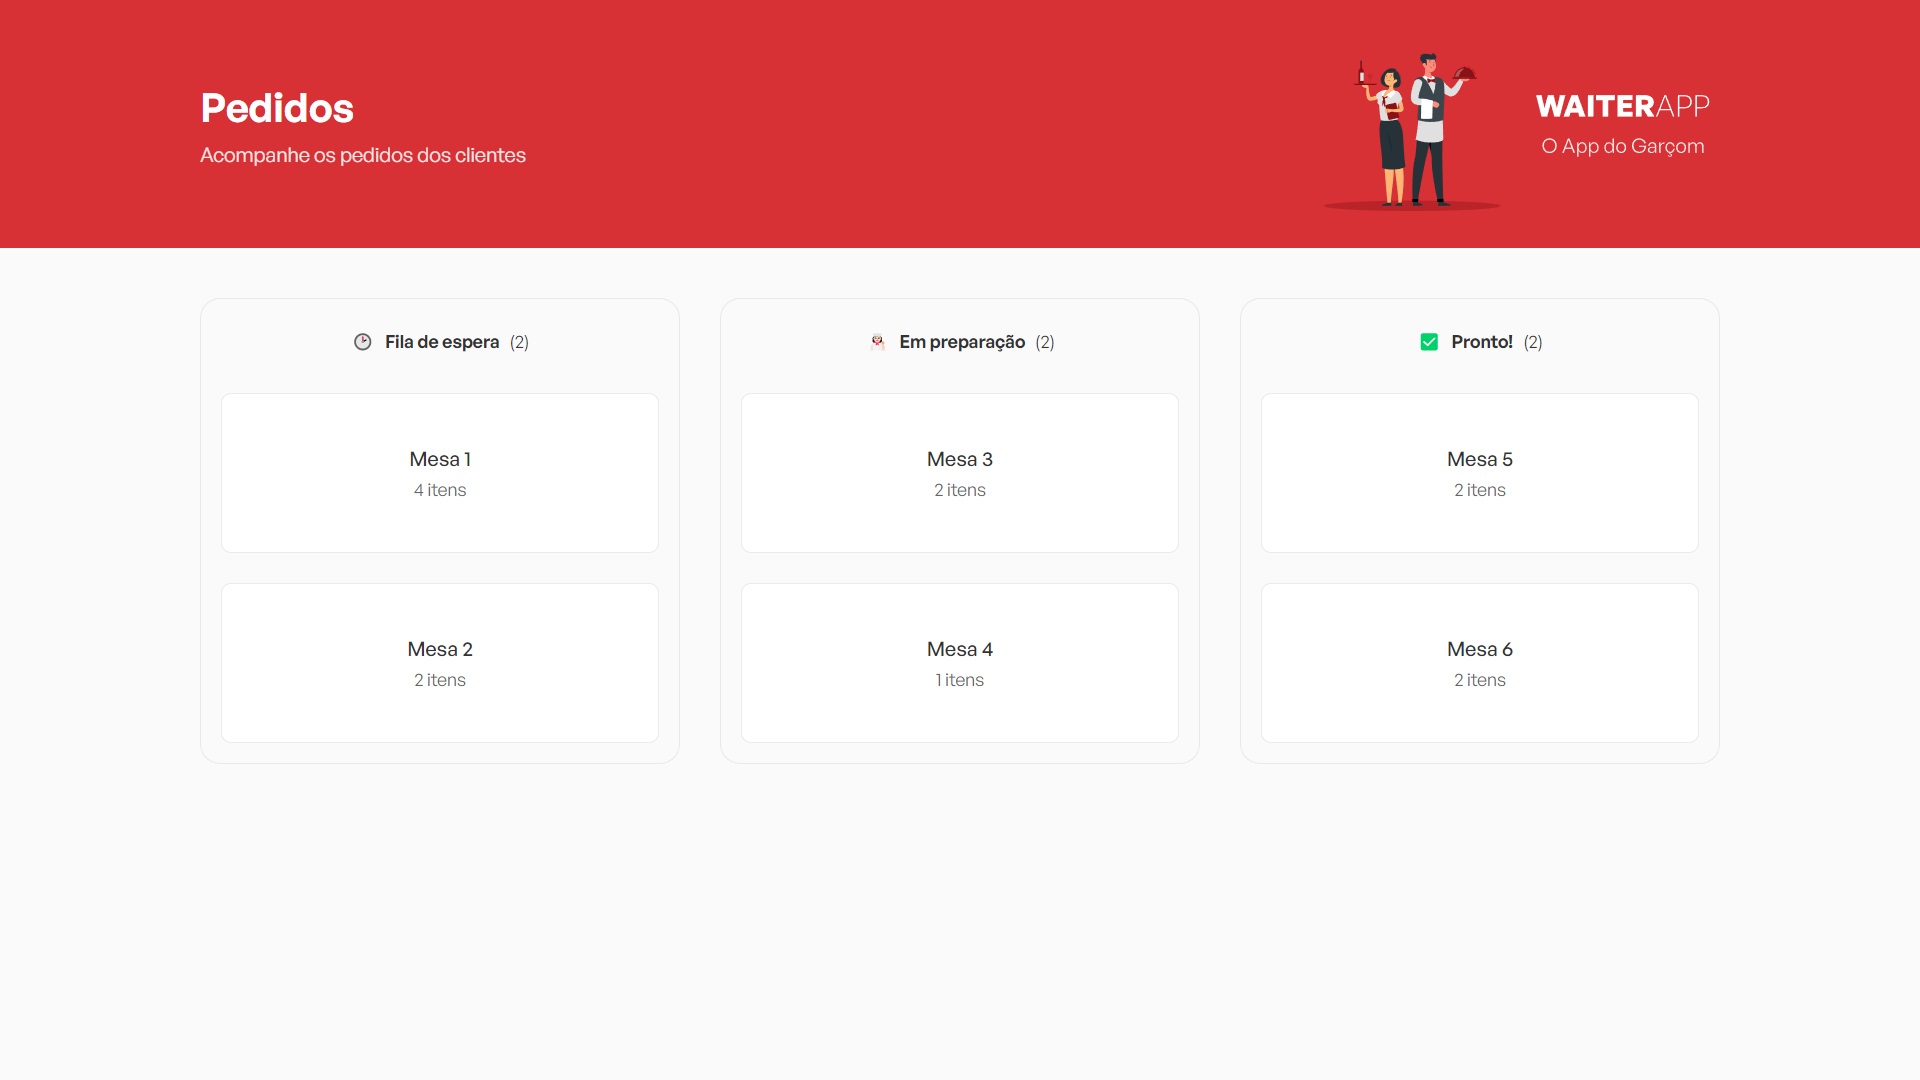 Pedidos
Acompanhe os pedidos dos clientes
WAITERAPP
O App do Garçom
Fila de espera (2)
Mesa 1
4 itens
Mesa 2
2 itens
Em preparação (2)
Mesa 3
2 itens
Mesa 4
1 itens
Pronto! (2)
Mesa 5
2 itens
Mesa 6
2 itens